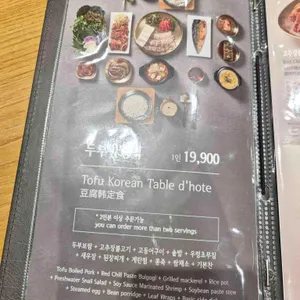 1인 19,900
Tofu Korean Table d'hote
豆腐韩定食
* 2인분 이상 주문가능
you can order more than two servings
두부보쌈 + 고추장불고기 + 고등어구이 + 솥밥 + 우렁초무침
+ 새우장 + 된장찌개 + 계란찜 + 콩죽 + 쌈채소 + 기본찬
Tofu Boiled Pork + Red Chili Paste Bulgogi + Grilled mackerel + Rice pot
+ Freshwater Snail Salad + Soy Sauce Marinated Shrimp + Soybean paste stew
+ Steamed egg + Bean porridge + Leaf Wraps + Basic side